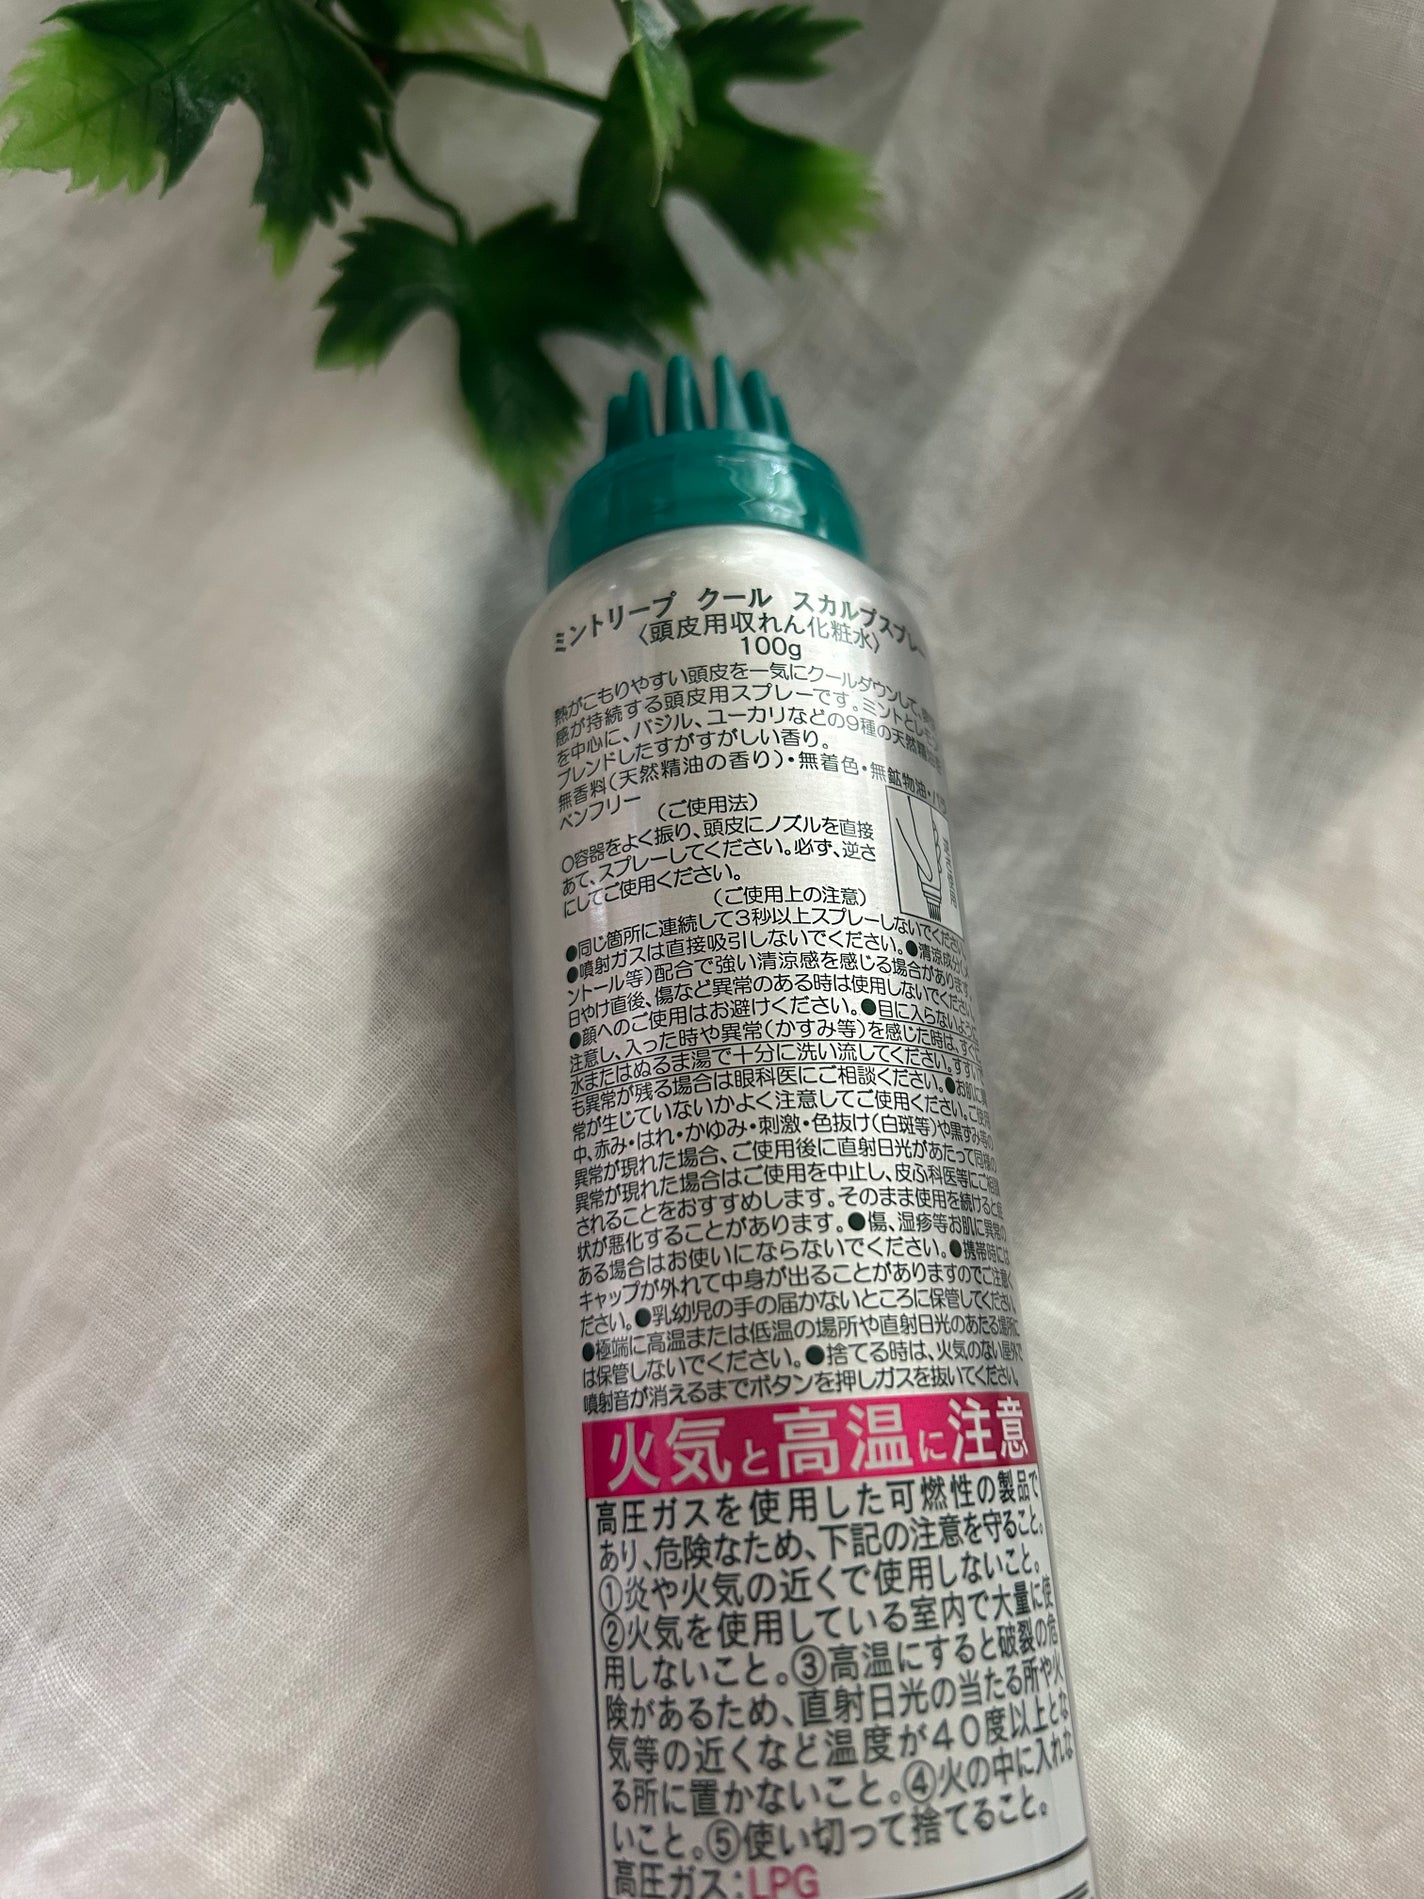 ミントリープ クール スカルプスプレー
〈頭皮用収れん化粧水〉
100g
熱がこもりやすい頭皮を一気にクールダウンして、
感が持続する頭皮用スプレーです。ミントとレモン
を中心に、バジル、ユーカリなどの9種の天然精油を
ブレンドしたすがすがしい香り。
無香料(天然精油の香り)・無着色・無鉱物油・パラ
ベンフリー
(ご使用法)
○容器をよく振り、頭皮にノズルを直接
あて、スプレーしてください。必ず、逆さ
にしてご使用ください。
(ご使用上の注意)
●同じ箇所に連続して3秒以上スプレーしないでください。
●噴射ガスは直接吸引しないでください。●清涼成分(メ
ントール等)配合で強い清涼感を感じる場合があります。
日やけ直後、傷など異常のある時は使用しないでください。
●顔へのご使用はお避けください。●目に入らないように
注意し、入った時や異常(かすみ等)を感じた時は、すぐに
水またはぬるま湯で十分に洗い流してください。すすいで
も異常が残る場合は眼科医にご相談ください。●お肌に異
常が生じていないかよく注意してご使用ください。ご使用
中、赤み・はれ・かゆみ・刺激・色抜け(白斑等)や黒ずみ等の
異常が現れた場合、ご使用後に直射日光があたって同様の
異常が現れた場合はご使用を中止し、皮ふ科医等にご相談
されることをおすすめします。そのまま使用を続けると症
状が悪化することがあります。●傷、湿疹等お肌に異常の
ある場合はお使いにならないでください。●携帯時には
キャップが外れて中身が出ることがありますのでご注意く
ださい。●乳幼児の手の届かないところに保管してください。
●極端に高温または低温の場所や直射日光のあたる場所に
は保管しないでください。●捨てる時は、火気のない屋外で
噴射音が消えるまでボタンを押しガスを抜いてください。
火気と高温に注意
高圧ガスを使用した可燃性の製品で
あり、危険なため、下記の注意を守ること。
①炎や火気の近くで使用しないこと。
②火気を使用している室内で大量に使
用しないこと。③高温にすると破裂の危
険があるため、直射日光の当たる所や火
気等の近くなど温度が40度以上とな
る所に置かないこと。④火の中に入れな
いこと。⑤使い切って捨てること。
高圧ガス:LPG